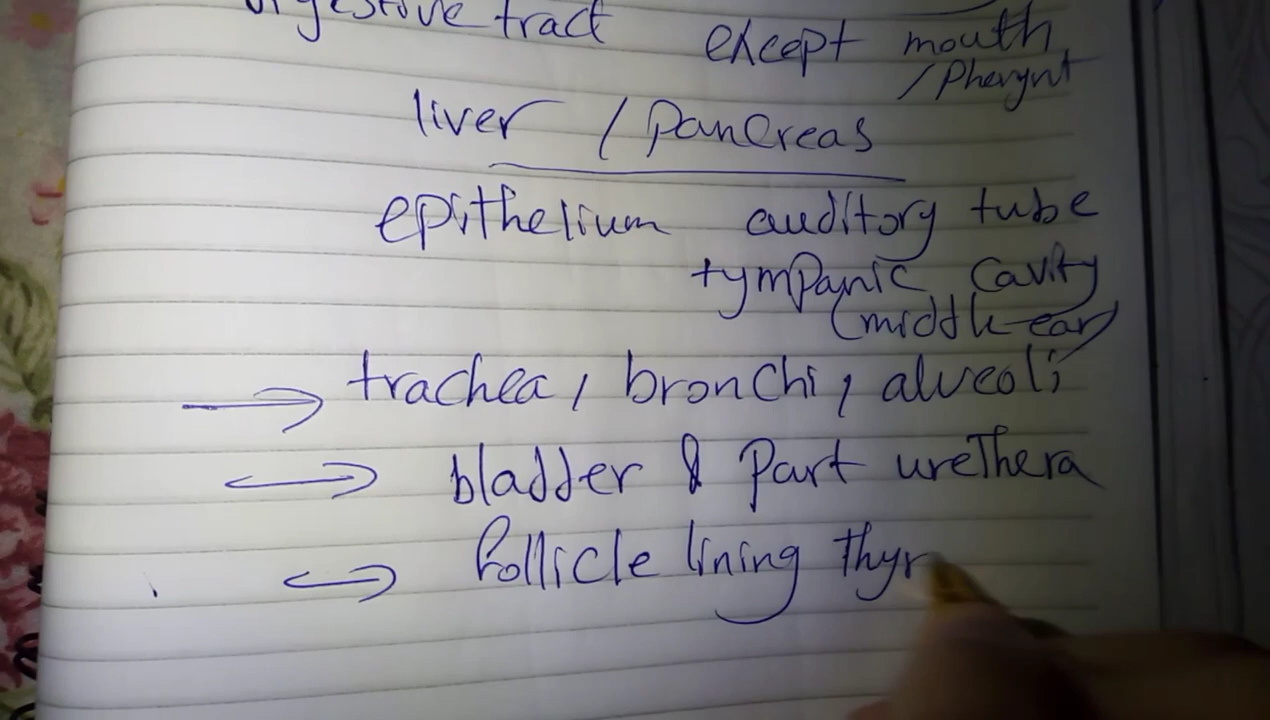 digestive tract except mouth
/Pharynt
liver / Pancreas
epithelium auditory tube
tympanic cavity
(middle ear)
trachea, bronchi, alveoli
bladder & Part urethera
follicle lining thyr